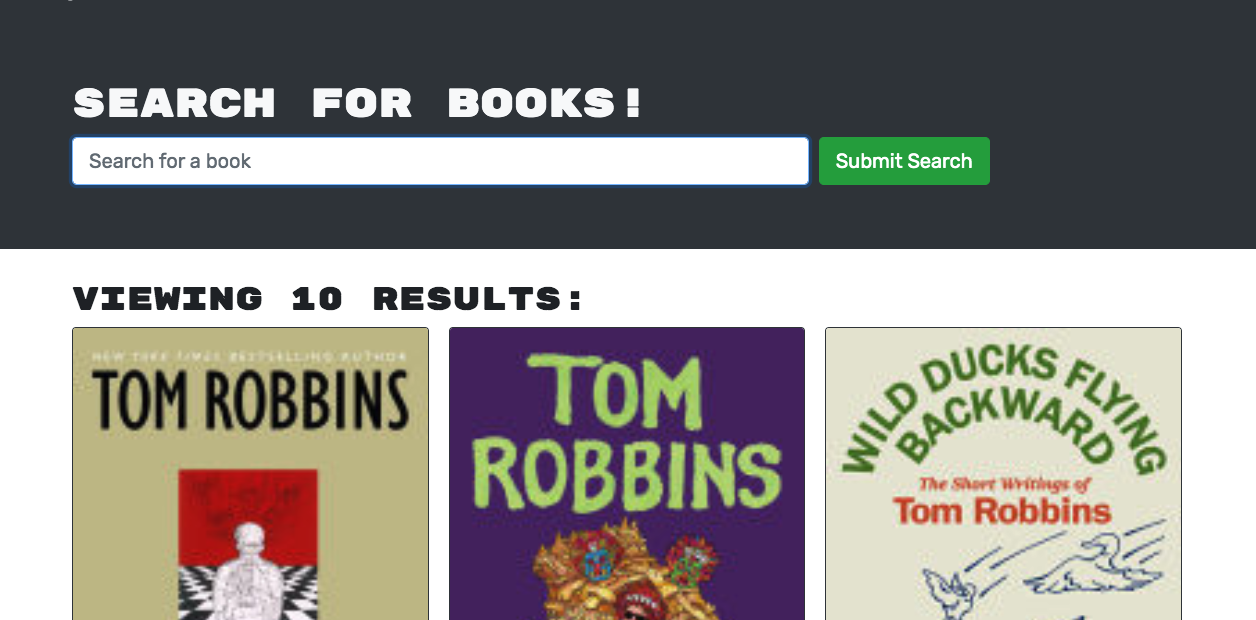 SEARCH FOR BOOKS!
Search for a book
Submit Search
VIEWING 10 RESULTS:
NEW YORK TIMES BESTSELLING AUTHOR
TOM ROBBINS
TOM
ROBBINS
WILD DUCKS FLYING
BACKWARD
The Short Writings of
Tom Robbins